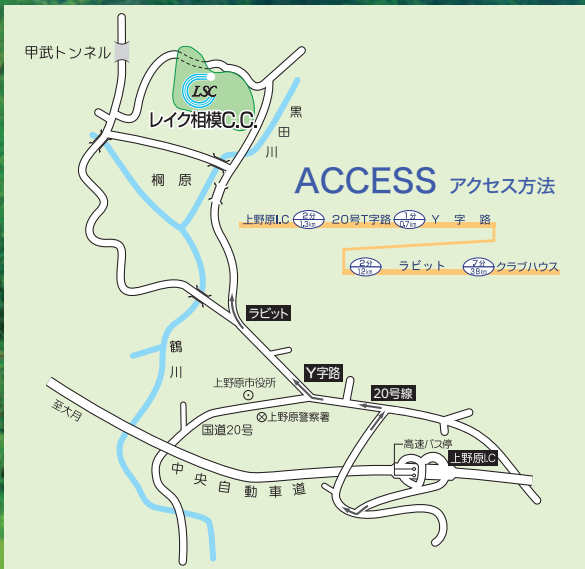 甲武トンネル
LSC
レイク相模C.C.
黒田川
棡原
ACCESS アクセス方法
上野原I.C 2分 1.3km 20号T字路 1分 0.7km Y字路
2分 1.2km ラビット 7分 3.8km クラブハウス
ラビット
鶴川
Y字路
上野原市役所
20号線
上野原警察署
国道20号
至大月
高速バス停
上野原I.C
中央自動車道